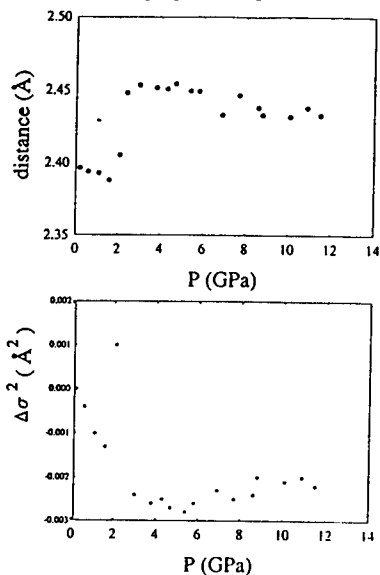 2.50
2.45
2.40
2.35
distance (Å)
0 2 4 6 8 10 12 14
P (GPa)
0.002
0.001
0.000
-0.001
-0.002
-0.003
Δσ² ( Å² )
0 2 4 6 8 10 12 14
P (GPa)